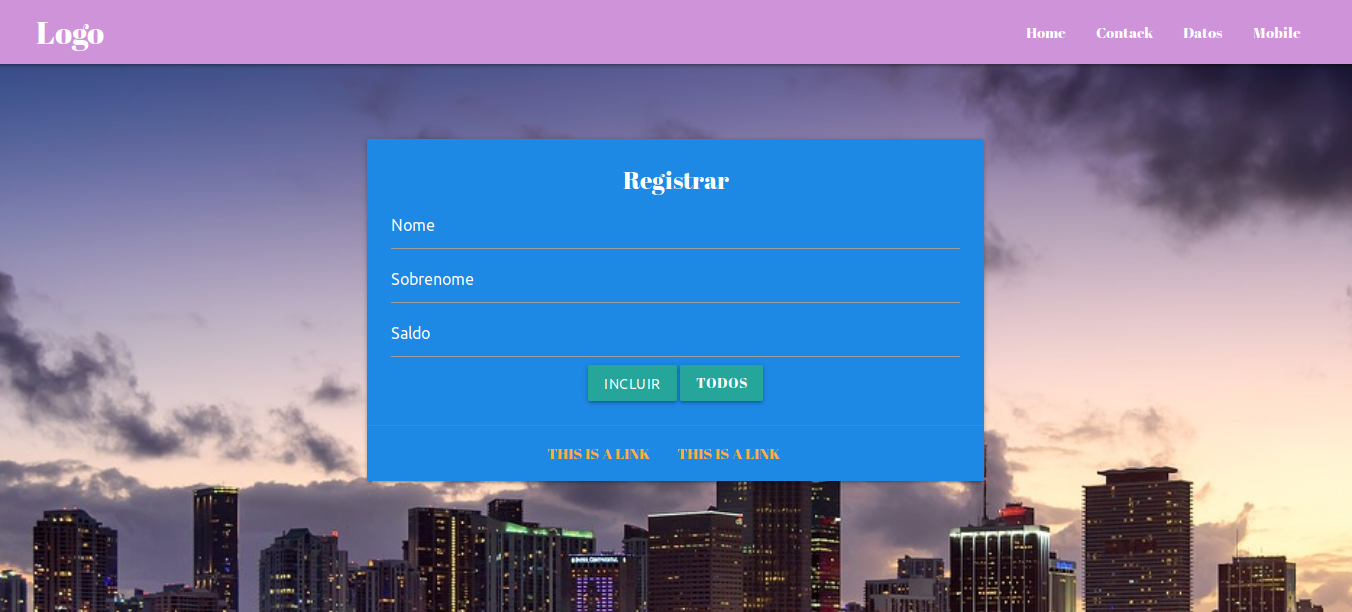 Logo
Home Contack Datos Mobile
Registrar
Nome
Sobrenome
Saldo
INCLUIR TODOS
THIS IS A LINK THIS IS A LINK